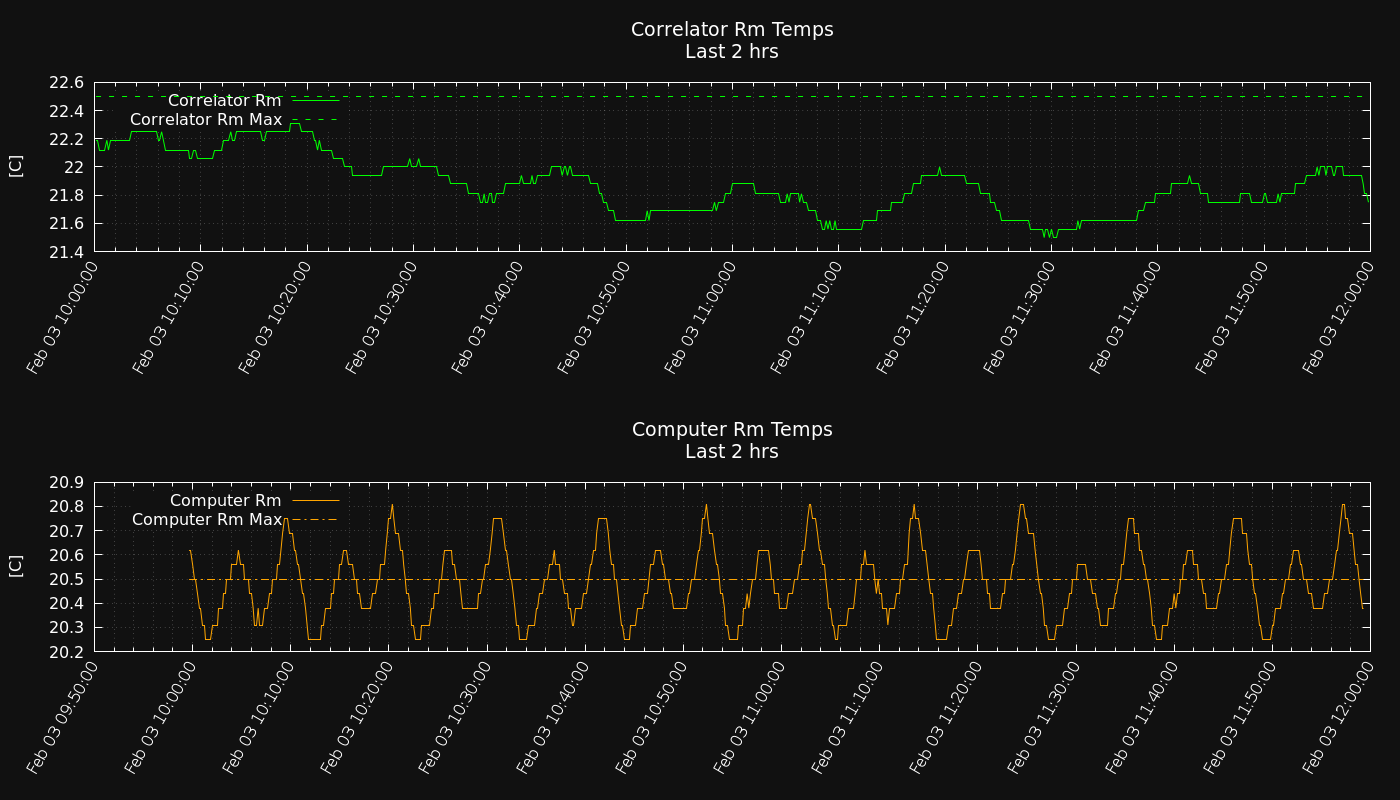 Correlator Rm Temps
Last 2 hrs
[C]
22.6
22.4
22.2
22
21.8
21.6
21.4
Correlator Rm
Correlator Rm Max
Feb 03 10:00:00
Feb 03 10:10:00
Feb 03 10:20:00
Feb 03 10:30:00
Feb 03 10:40:00
Feb 03 10:50:00
Feb 03 11:00:00
Feb 03 11:10:00
Feb 03 11:20:00
Feb 03 11:30:00
Feb 03 11:40:00
Feb 03 11:50:00
Feb 03 12:00:00
Computer Rm Temps
Last 2 hrs
[C]
20.9
20.8
20.7
20.6
20.5
20.4
20.3
20.2
Computer Rm
Computer Rm Max
Feb 03 09:50:00
Feb 03 10:00:00
Feb 03 10:10:00
Feb 03 10:20:00
Feb 03 10:30:00
Feb 03 10:40:00
Feb 03 10:50:00
Feb 03 11:00:00
Feb 03 11:10:00
Feb 03 11:20:00
Feb 03 11:30:00
Feb 03 11:40:00
Feb 03 11:50:00
Feb 03 12:00:00